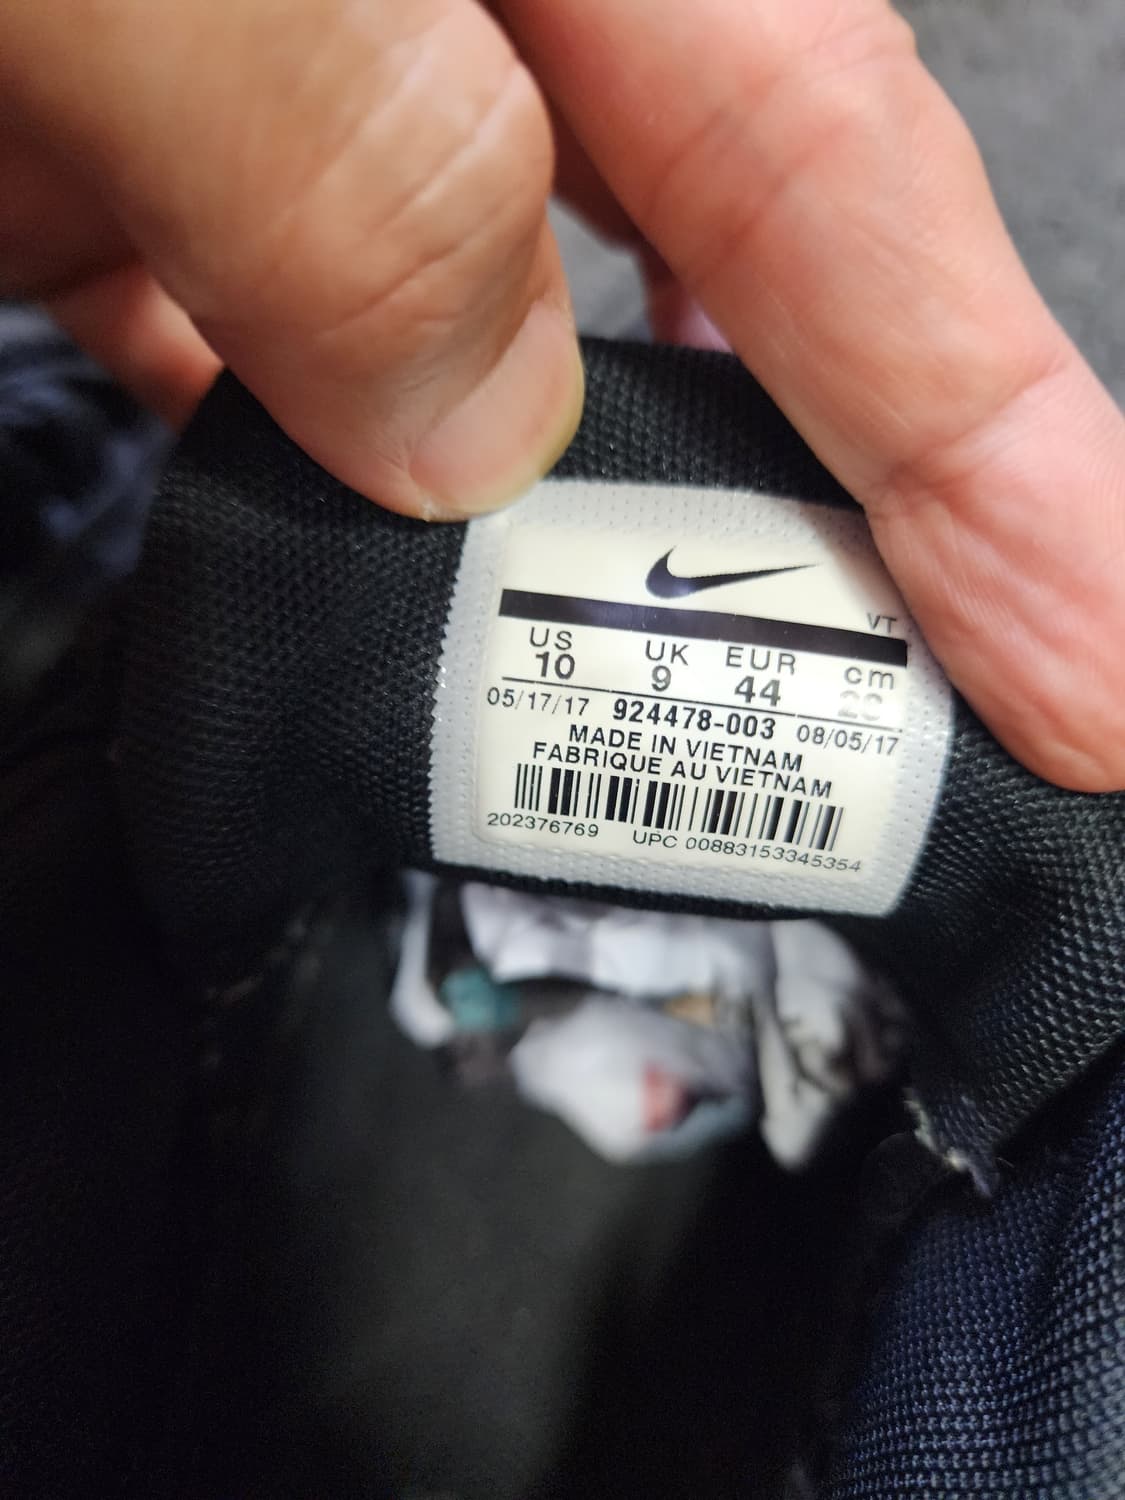 VT
US UK EUR cm
10 9 44
05/17/17 924478-003 08/05/17
MADE IN VIETNAM
FABRIQUE AU VIETNAM
202376769 UPC 00883153345354